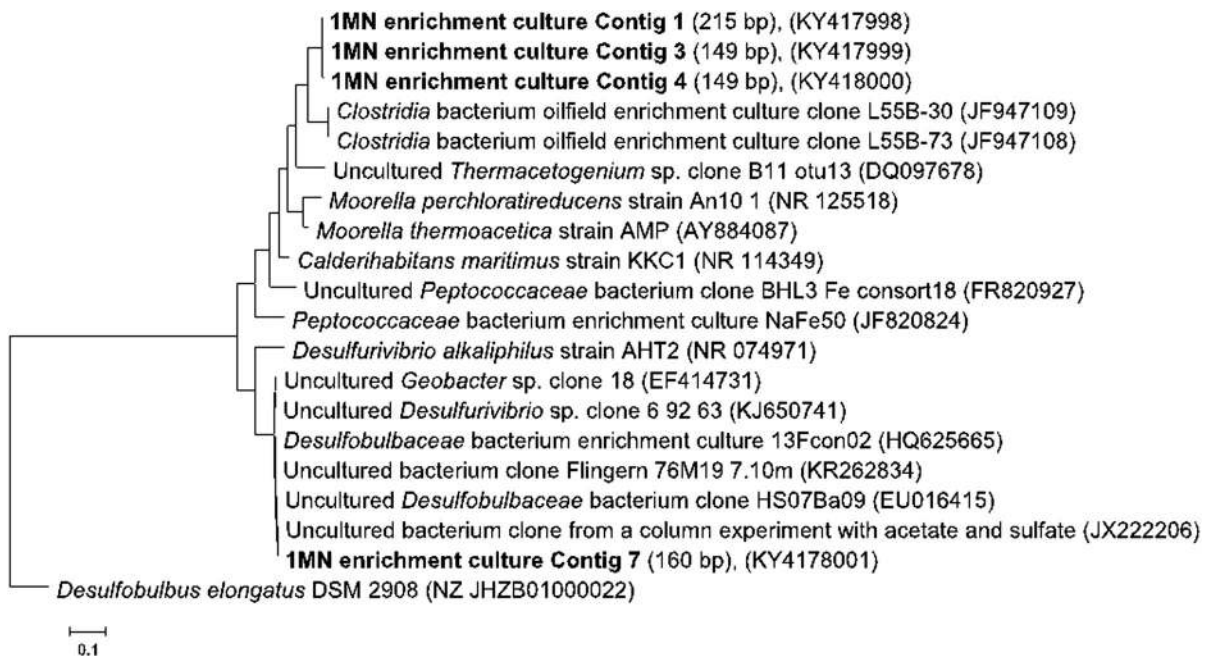 1MN enrichment culture Contig 1 (215 bp), (KY417998)
1MN enrichment culture Contig 3 (149 bp), (KY417999)
1MN enrichment culture Contig 4 (149 bp), (KY418000)
Clostridia bacterium oilfield enrichment culture clone L55B-30 (JF947109)
Clostridia bacterium oilfield enrichment culture clone L55B-73 (JF947108)
Uncultured Thermacetogenium sp. clone B11 otu13 (DQ097678)
Moorella perchloratireducens strain An10 1 (NR 125518)
Moorella thermoacetica strain AMP (AY884087)
Calderihabitans maritimus strain KKC1 (NR 114349)
Uncultured Peptococcaceae bacterium clone BHL3 Fe consort18 (FR820927)
Peptococcaceae bacterium enrichment culture NaFe50 (JF820824)
Desulfurivibrio alkaliphilus strain AHT2 (NR 074971)
Uncultured Geobacter sp. clone 18 (EF414731)
Uncultured Desulfurivibrio sp. clone 6 92 63 (KJ650741)
Desulfobulbaceae bacterium enrichment culture 13Fcon02 (HQ625665)
Uncultured bacterium clone Flingern 76M19 7.10m (KR262834)
Uncultured Desulfobulbaceae bacterium clone HS07Ba09 (EU016415)
Uncultured bacterium clone from a column experiment with acetate and sulfate (JX222206)
1MN enrichment culture Contig 7 (160 bp), (KY4178001)
Desulfobulbus elongatus DSM 2908 (NZ JHZB01000022)
0.1